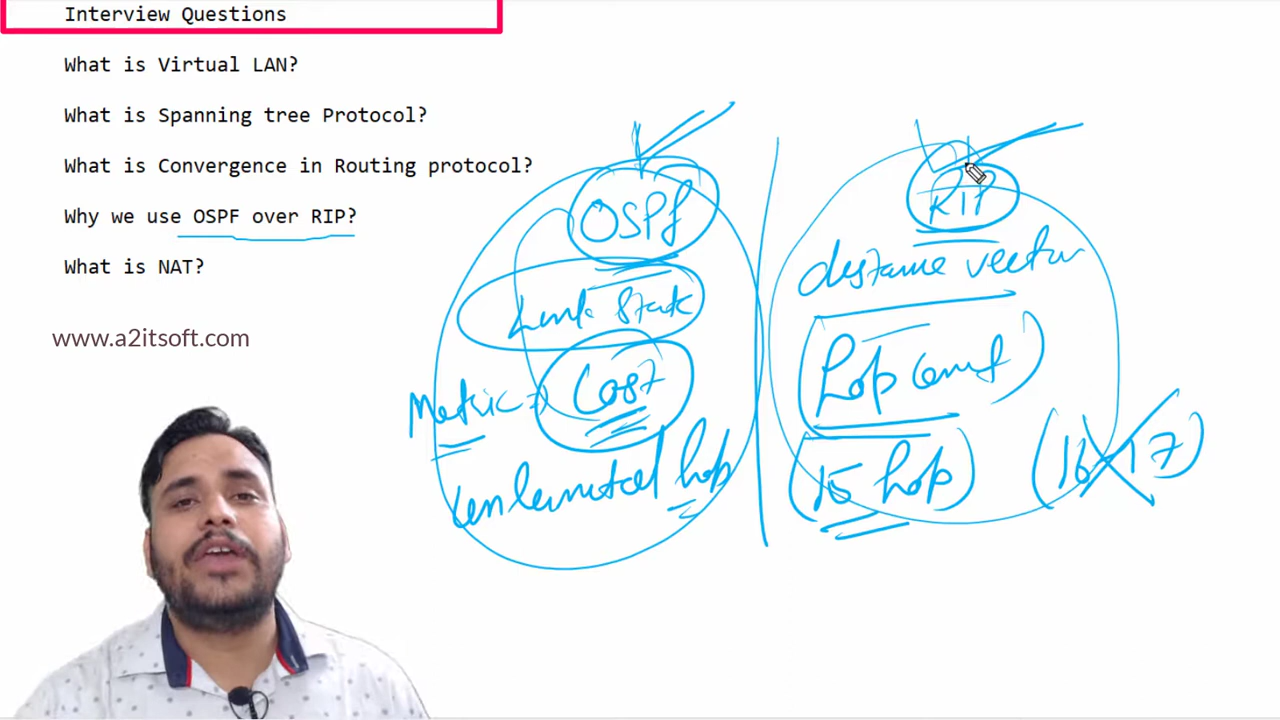 Interview Questions
What is Virtual LAN?
What is Spanning tree Protocol?
What is Convergence in Routing protocol?
Why we use OSPF over RIP?
What is NAT?
www.a2itsoft.com
OSPf
Link State
Metric => Cost
hop
RIP
distance vector
hop count
(15 hop)
(16 17)